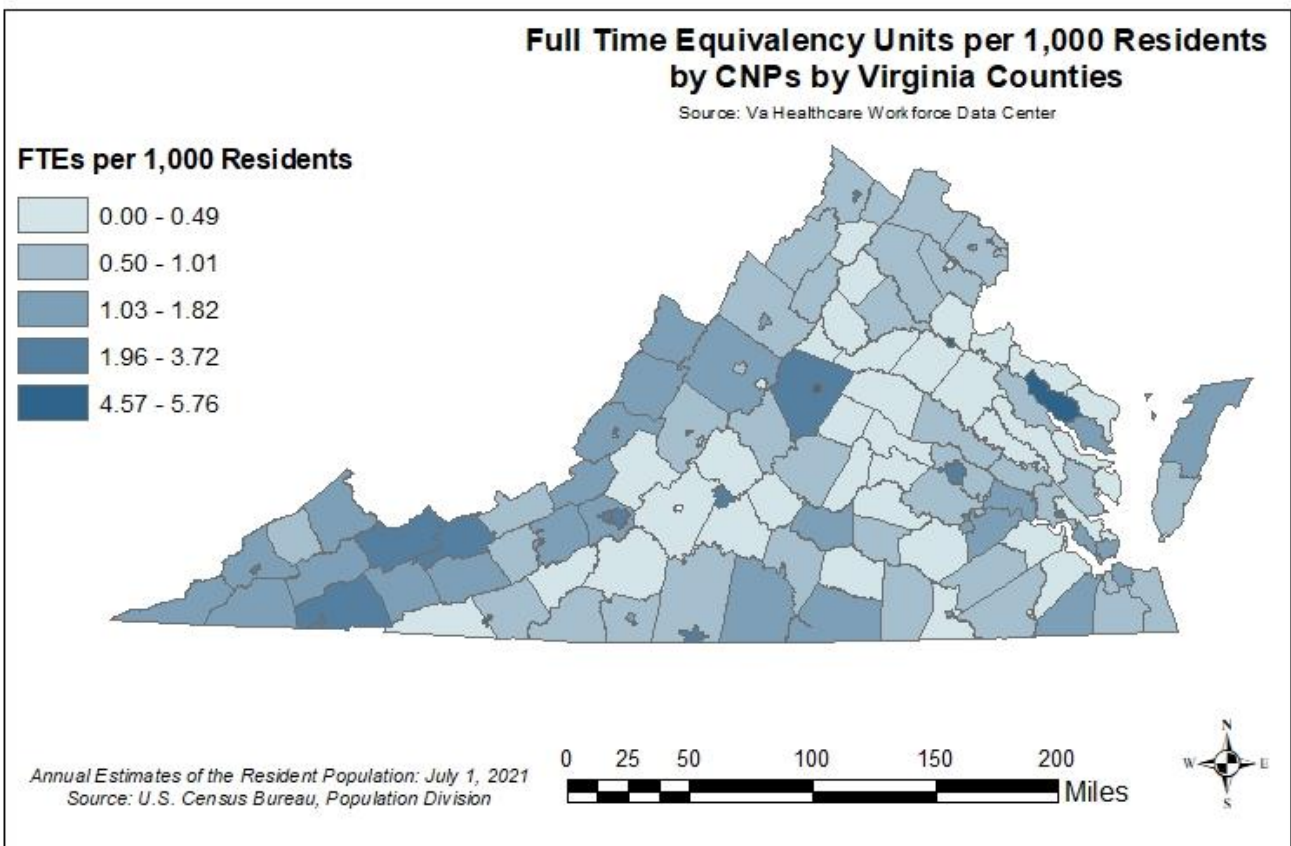 Full Time Equivalency Units per 1,000 Residents
by CNPs by Virginia Counties
Source: Va Healthcare Workforce Data Center
FTEs per 1,000 Residents
0.00 - 0.49
0.50 - 1.01
1.03 - 1.82
1.96 - 3.72
4.57 - 5.76
Annual Estimates of the Resident Population: July 1, 2021
Source: U.S. Census Bureau, Population Division
0 25 50 100 150 200
Miles
N
W E
S